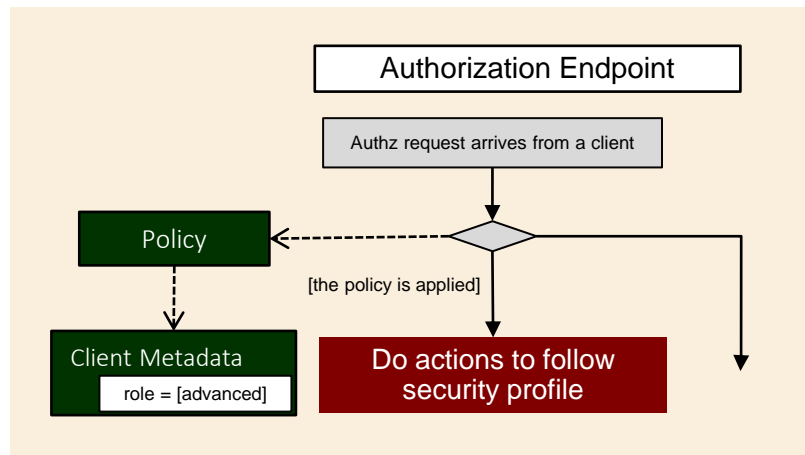 Authorization Endpoint
Authz request arrives from a client
Policy
[the policy is applied]
Client Metadata
role = [advanced]
Do actions to follow
security profile